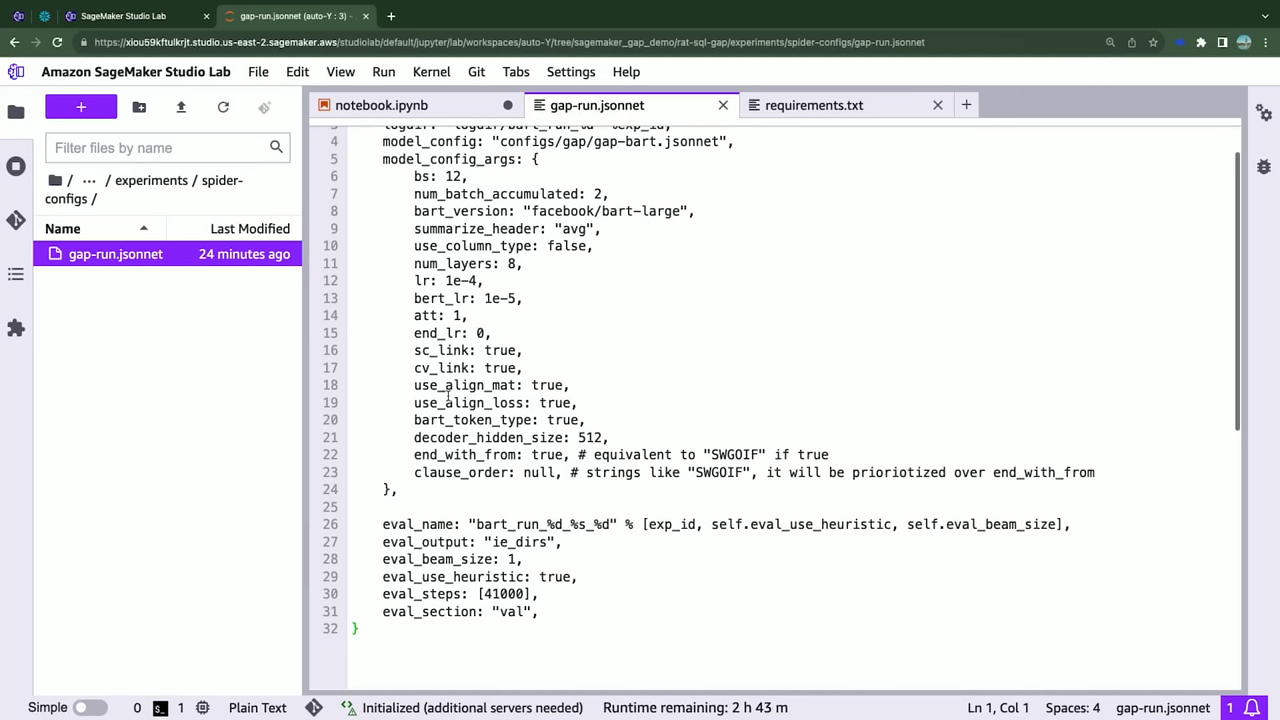 SageMaker Studio Lab
gap-run.jsonnet (auto-Y : 3) -
https://xiou59kftulkrjt.studio.us-east-2.sagemaker.aws/studiolab/default/jupyter/lab/workspaces/auto-Y/tree/sagemaker_gap_demo/rat-sql-gap/experiments/spider-configs/gap-run.jsonnet
Amazon SageMaker Studio Lab File Edit View Run Kernel Git Tabs Settings Help
notebook.ipynb gap-run.jsonnet requirements.txt
Filter files by name
/ ... / experiments / spider-
configs /
Name Last Modified
gap-run.jsonnet 24 minutes ago
3 logdir: "logdir/bart_run_%d" %exp_id,
4 model_config: "configs/gap/gap-bart.jsonnet",
5 model_config_args: {
6 bs: 12,
7 num_batch_accumulated: 2,
8 bart_version: "facebook/bart-large",
9 summarize_header: "avg",
10 use_column_type: false,
11 num_layers: 8,
12 lr: 1e-4,
13 bert_lr: 1e-5,
14 att: 1,
15 end_lr: 0,
16 sc_link: true,
17 cv_link: true,
18 use_align_mat: true,
19 use_align_loss: true,
20 bart_token_type: true,
21 decoder_hidden_size: 512,
22 end_with_from: true, # equivalent to "SWGOIF" if true
23 clause_order: null, # strings like "SWGOIF", it will be prioriotized over end_with_from
24 },
25
26 eval_name: "bart_run_%d_%s_%d" % [exp_id, self.eval_use_heuristic, self.eval_beam_size],
27 eval_output: "ie_dirs",
28 eval_beam_size: 1,
29 eval_use_heuristic: true,
30 eval_steps: [41000],
31 eval_section: "val",
32 }
Simple 0 $_ 1 Plain Text Initialized (additional servers needed) Runtime remaining: 2 h 43 m Ln 1, Col 1 Spaces: 4 gap-run.jsonnet 1